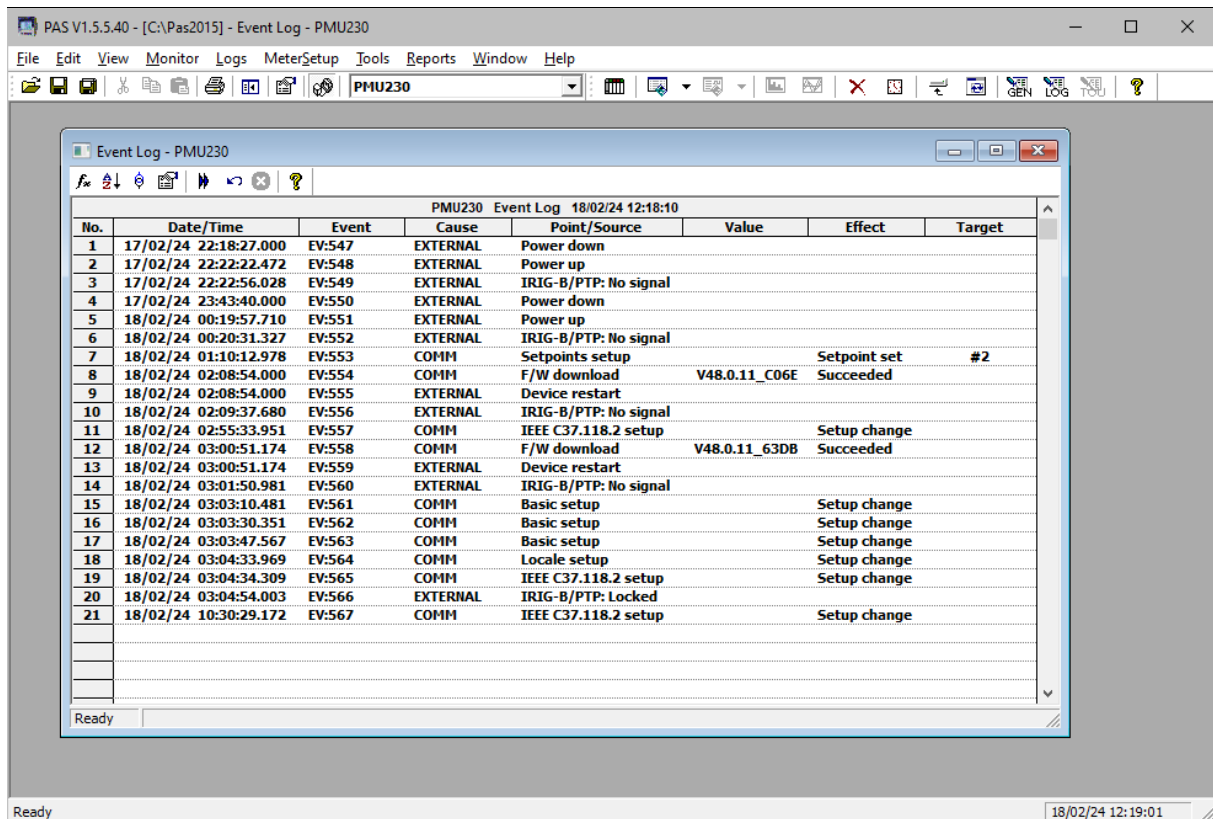 PAS V1.5.5.40 - [C:\Pas2015] - Event Log - PMU230
File Edit View Monitor Logs MeterSetup Tools Reports Window Help
PMU230 GEN LOG TOU
Event Log - PMU230
PMU230 Event Log 18/02/24 12:18:10
No. Date/Time Event Cause Point/Source Value Effect Target
1 17/02/24 22:18:27.000 EV:547 EXTERNAL Power down
2 17/02/24 22:22:22.472 EV:548 EXTERNAL Power up
3 17/02/24 22:22:56.028 EV:549 EXTERNAL IRIG-B/PTP: No signal
4 17/02/24 23:43:40.000 EV:550 EXTERNAL Power down
5 18/02/24 00:19:57.710 EV:551 EXTERNAL Power up
6 18/02/24 00:20:31.327 EV:552 EXTERNAL IRIG-B/PTP: No signal
7 18/02/24 01:10:12.978 EV:553 COMM Setpoints setup Setpoint set #2
8 18/02/24 02:08:54.000 EV:554 COMM F/W download V48.0.11_C06E Succeeded
9 18/02/24 02:08:54.000 EV:555 EXTERNAL Device restart
10 18/02/24 02:09:37.680 EV:556 EXTERNAL IRIG-B/PTP: No signal
11 18/02/24 02:55:33.951 EV:557 COMM IEEE C37.118.2 setup Setup change
12 18/02/24 03:00:51.174 EV:558 COMM F/W download V48.0.11_63DB Succeeded
13 18/02/24 03:00:51.174 EV:559 EXTERNAL Device restart
14 18/02/24 03:01:50.981 EV:560 EXTERNAL IRIG-B/PTP: No signal
15 18/02/24 03:03:10.481 EV:561 COMM Basic setup Setup change
16 18/02/24 03:03:30.351 EV:562 COMM Basic setup Setup change
17 18/02/24 03:03:47.567 EV:563 COMM Basic setup Setup change
18 18/02/24 03:04:33.969 EV:564 COMM Locale setup Setup change
19 18/02/24 03:04:34.309 EV:565 COMM IEEE C37.118.2 setup Setup change
20 18/02/24 03:04:54.003 EV:566 EXTERNAL IRIG-B/PTP: Locked
21 18/02/24 10:30:29.172 EV:567 COMM IEEE C37.118.2 setup Setup change
Ready
Ready 18/02/24 12:19:01